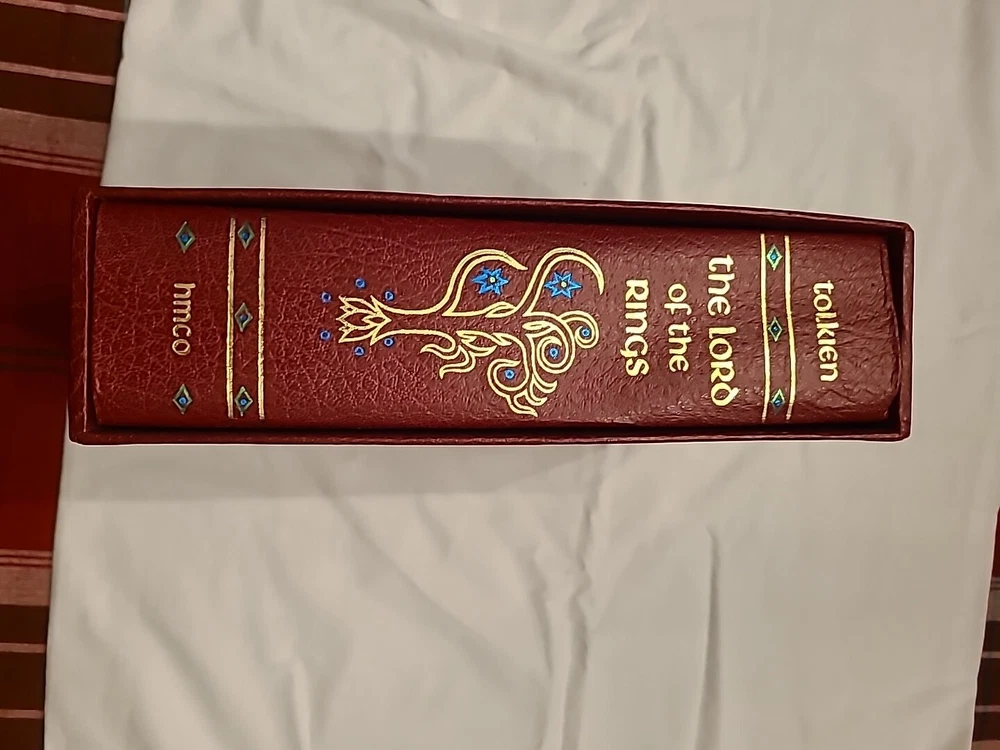 tolkien
the LORD
of the
RINGS
hmco